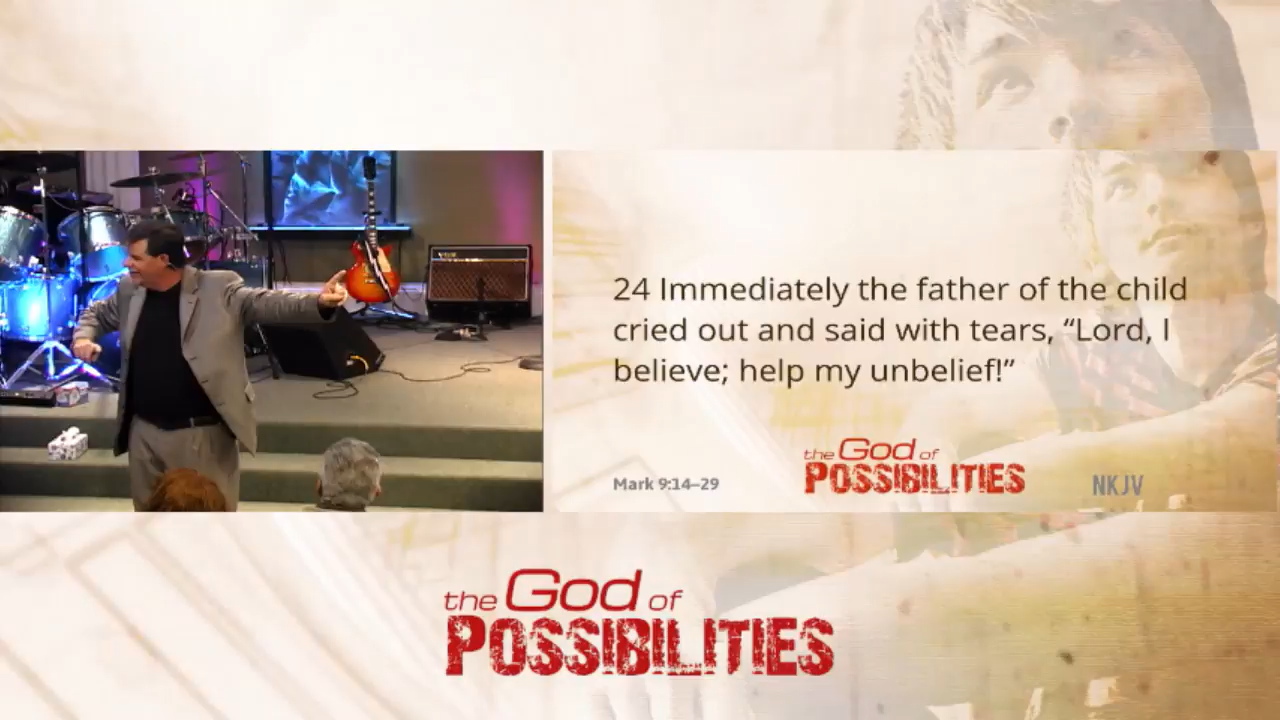 24 Immediately the father of the child
cried out and said with tears, “Lord, I
believe; help my unbelief!”
Mark 9:14–29
the God of
POSSIBILITIES
NKJV
the God of
POSSIBILITIES